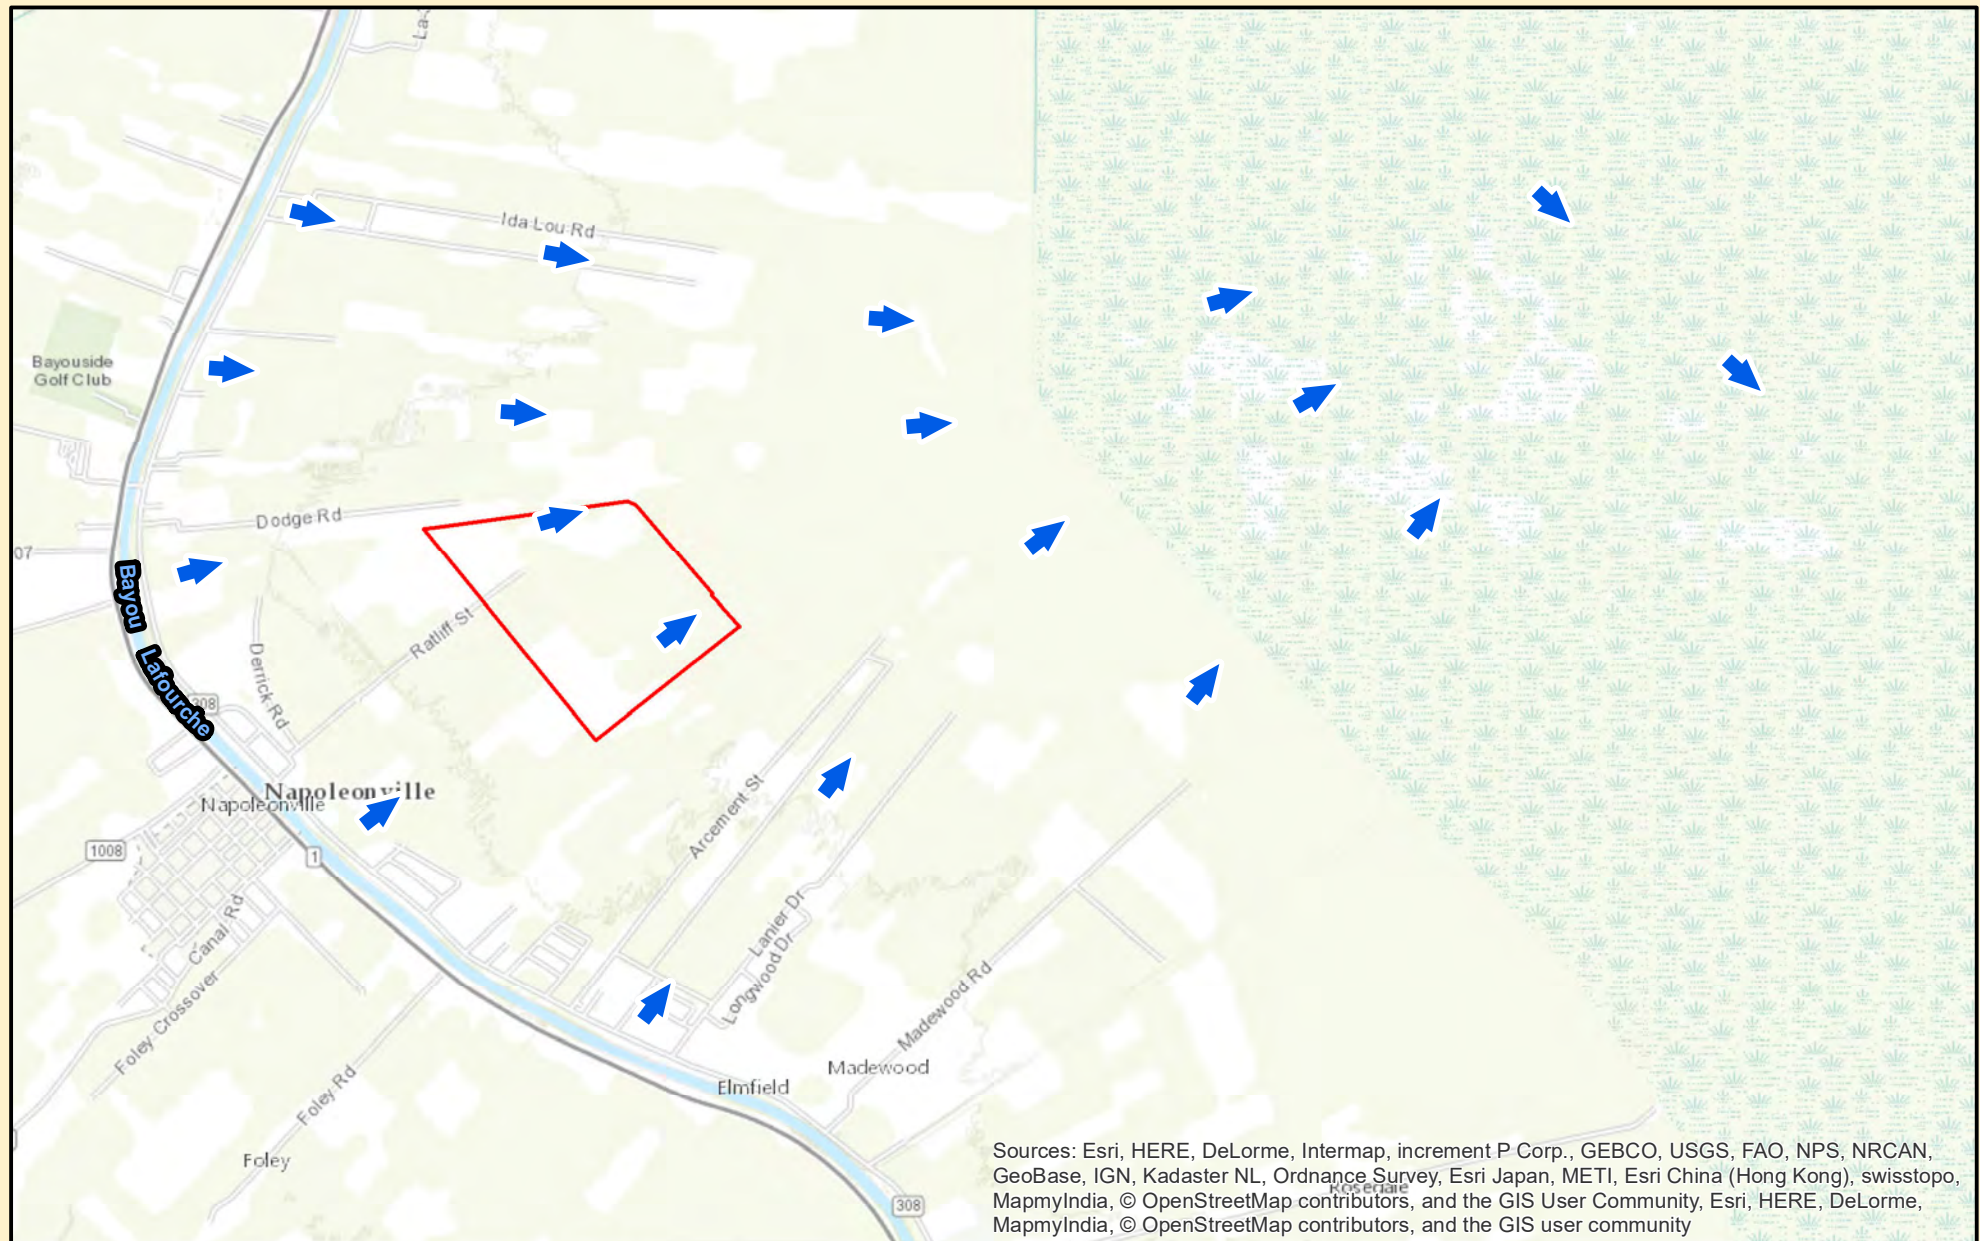 La-
Ida Lou Rd
Bayouside
Golf Club
Dodge Rd
07
Bayou
Lafourche
Ratliff St
Derrick Rd
308
Napoleonville
Napoleonville
1008
1
Arcement St
Canal Rd
Lanier Dr
Longwood Dr
Foley Crossover
Madewood Rd
Madewood
Elmfield
Foley Rd
Foley
308
Rosedale
Sources: Esri, HERE, DeLorme, Intermap, increment P Corp., GEBCO, USGS, FAO, NPS, NRCAN,
GeoBase, IGN, Kadaster NL, Ordnance Survey, Esri Japan, METI, Esri China (Hong Kong), swisstopo,
MapmyIndia, © OpenStreetMap contributors, and the GIS User Community, Esri, HERE, DeLorme,
MapmyIndia, © OpenStreetMap contributors, and the GIS user community